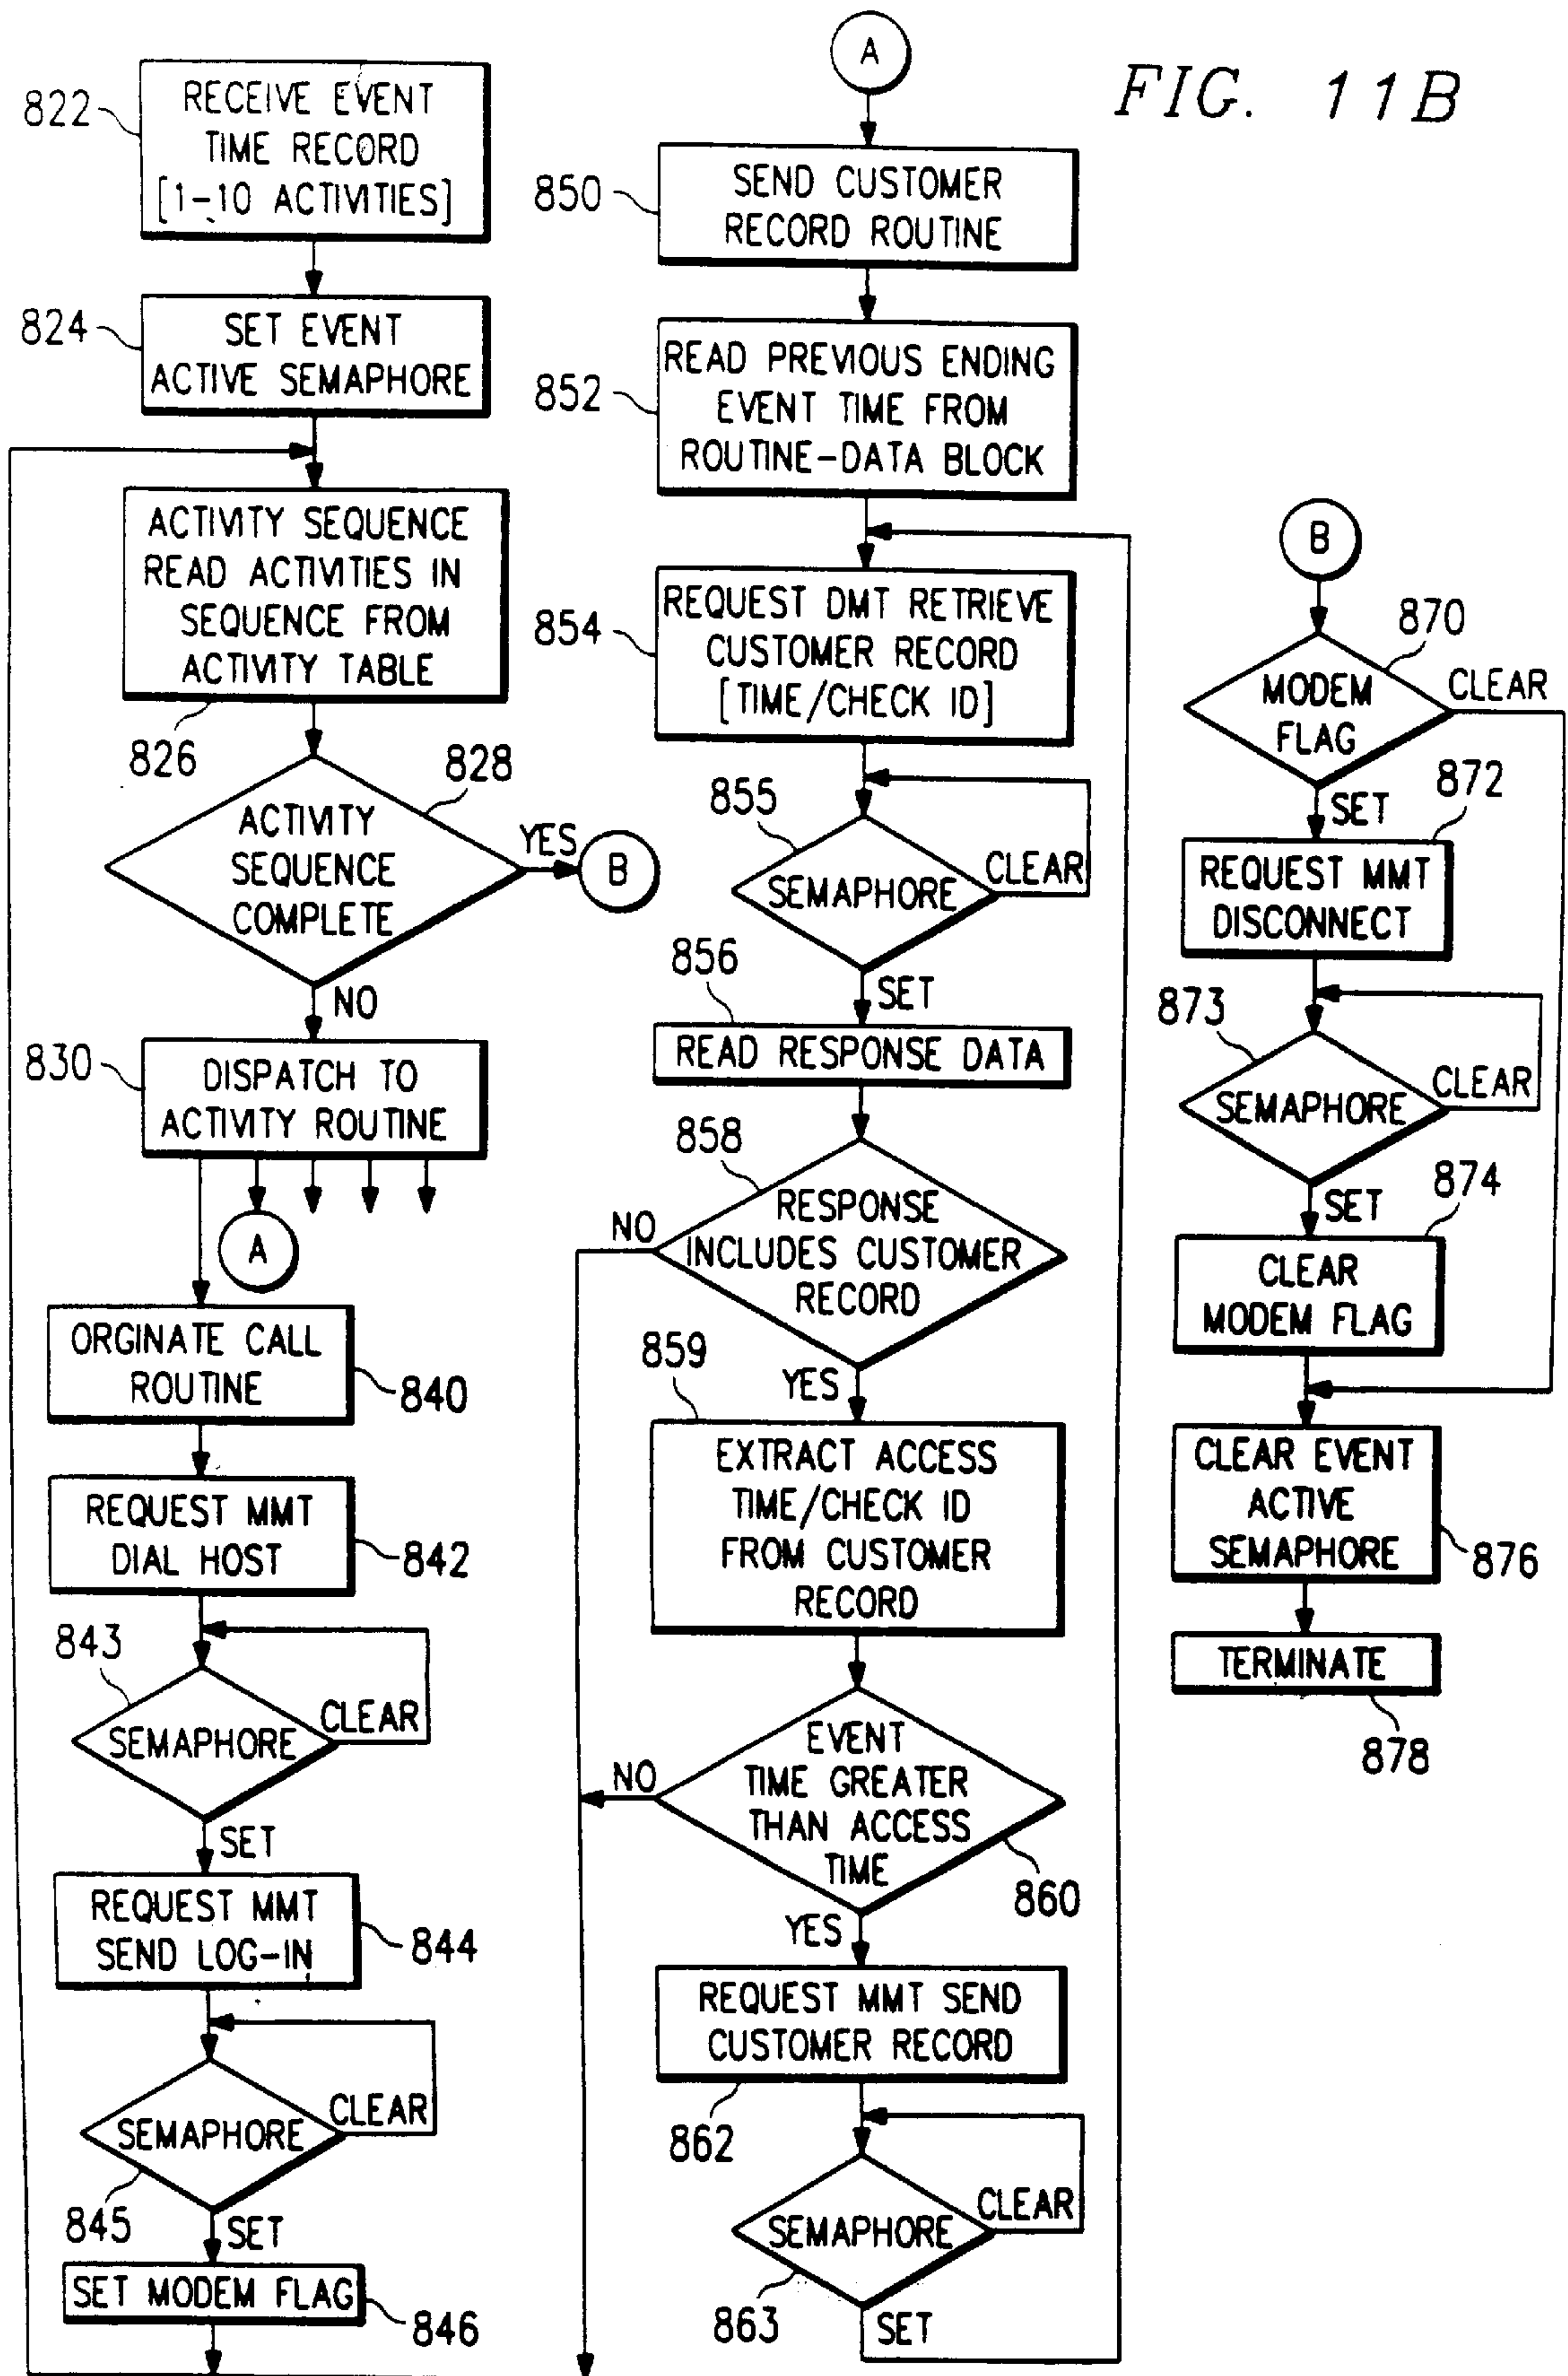 FIG. 11B
822
RECEIVE EVENT
TIME RECORD
[1-10 ACTIVITIES]
824
SET EVENT
ACTIVE SEMAPHORE
ACTIVITY SEQUENCE
READ ACTIVITIES IN
SEQUENCE FROM
ACTIVITY TABLE
826
828
ACTIVITY
SEQUENCE
COMPLETE
YES
B
NO
830
DISPATCH TO
ACTIVITY ROUTINE
A
ORGINATE CALL
ROUTINE
840
REQUEST MMT
DIAL HOST
842
843
SEMAPHORE
CLEAR
SET
REQUEST MMT
SEND LOG-IN
844
SEMAPHORE
CLEAR
845
SET
SET MODEM FLAG
846
A
850
SEND CUSTOMER
RECORD ROUTINE
852
READ PREVIOUS ENDING
EVENT TIME FROM
ROUTINE-DATA BLOCK
854
REQUEST DMT RETRIEVE
CUSTOMER RECORD
[TIME/CHECK ID]
855
SEMAPHORE
CLEAR
SET
856
READ RESPONSE DATA
858
RESPONSE
INCLUDES CUSTOMER
RECORD
NO
YES
859
EXTRACT ACCESS
TIME/CHECK ID
FROM CUSTOMER
RECORD
EVENT
TIME GREATER
THAN ACCESS
TIME
NO
860
YES
REQUEST MMT SEND
CUSTOMER RECORD
862
SEMAPHORE
CLEAR
863
SET
B
870
MODEM
FLAG
CLEAR
SET
872
REQUEST MMT
DISCONNECT
873
SEMAPHORE
CLEAR
SET
874
CLEAR
MODEM FLAG
CLEAR EVENT
ACTIVE
SEMAPHORE
876
TERMINATE
878